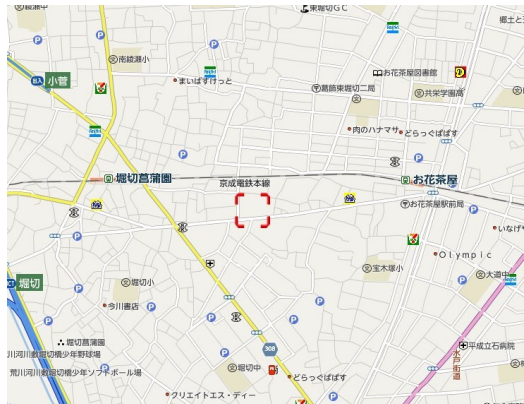 綾瀬中
東堀切GC
郷土と
南綾瀬小
小菅
まいばすけっと
お花茶屋図書館
葛飾東堀切二局
共栄学園高
肉のハナマサ
どらっぐぱぱす
堀切菖蒲園
京成電鉄本線
お花茶屋
お花茶屋駅前局
いなげや
Olympic
宝木塚小
大道中
堀切
堀切小
今川書店
堀切菖蒲園
川河川敷堀切橋少年野球場
荒川河川敷堀切橋少年ソフトボール場
308
平成立石病院
水戸街道
堀切中
どらっぐぱぱす
クリエイトエス・ディー